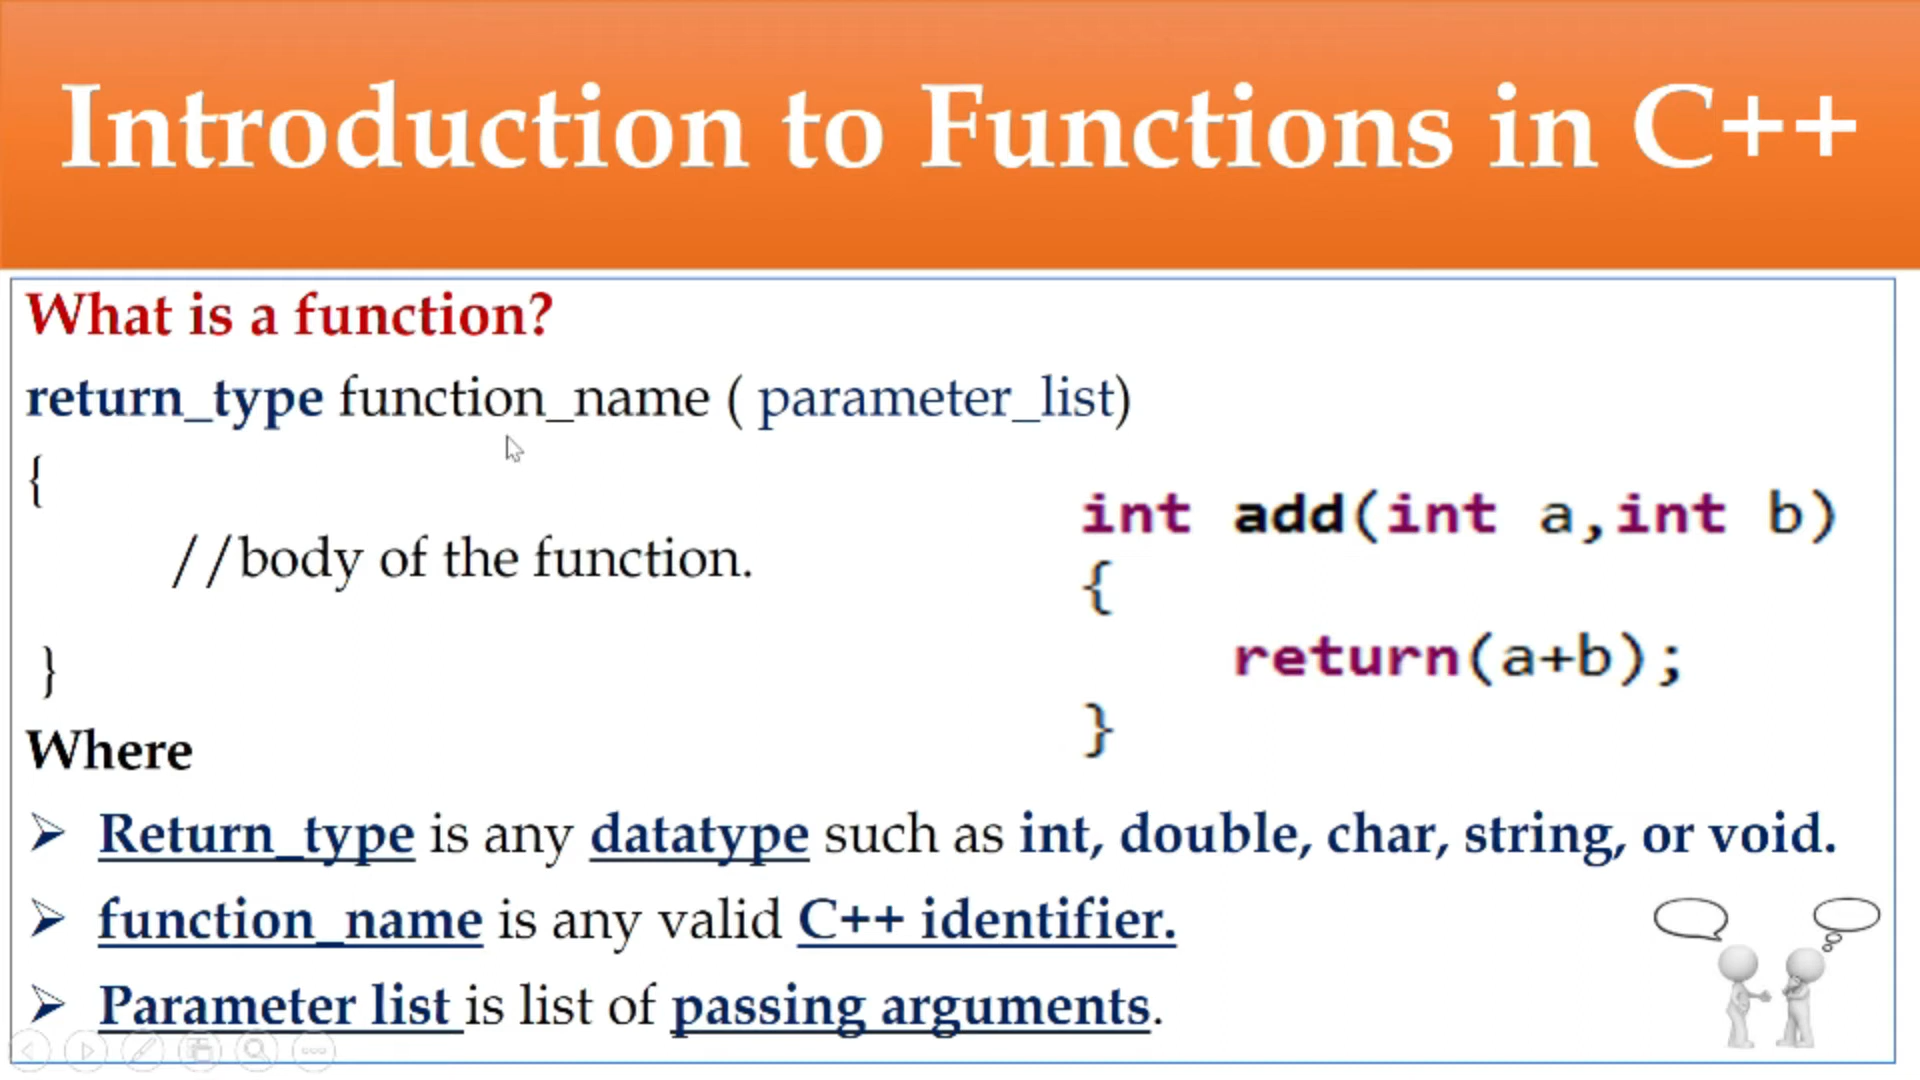 Introduction to Functions in C++
What is a function?
return_type function_name ( parameter_list)
{
//body of the function.
}
int add(int a,int b)
{
return(a+b);
}
Where
➢ Return_type is any datatype such as int, double, char, string, or void.
➢ function_name is any valid C++ identifier.
➢ Parameter list is list of passing arguments.